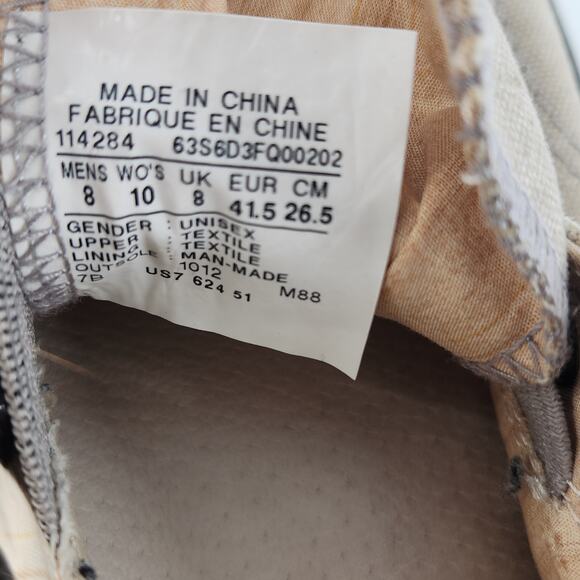 MADE IN CHINA
FABRIQUE EN CHINE
114284 63S6D3FQ00202
MENS WO'S UK EUR CM
8 10 8 41.5 26.5
GENDER : UNISEX
UPPER : TEXTILE
LINING : TEXTILE
OUTSOLE : MAN-MADE
7B 1012
US7 624 51 M88